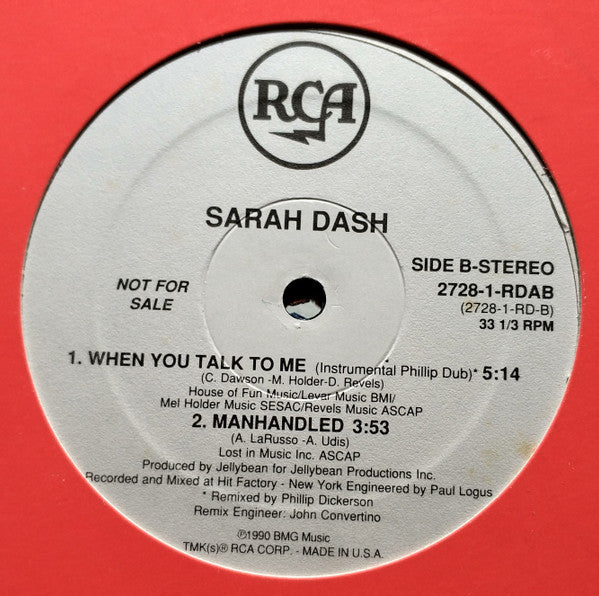 RCA
SARAH DASH
NOT FOR
SALE
SIDE B-STEREO
2728-1-RDAB
(2728-1-RD-B)
33 1/3 RPM
1. WHEN YOU TALK TO ME (Instrumental Phillip Dub)* 5:14
(C. Dawson -M. Holder-D. Revels)
House of Fun Music/Levar Music BMI/
Mel Holder Music SESAC/Revels Music ASCAP
2. MANHANDLED 3:53
(A. LaRusso -A. Udis)
Lost in Music Inc. ASCAP
Produced by Jellybean for Jellybean Productions Inc.
Recorded and Mixed at Hit Factory - New York Engineered by Paul Logus
* Remixed by Phillip Dickerson
Remix Engineer: John Convertino
℗1990 BMG Music
TMK(s)® RCA CORP. - MADE IN U.S.A.